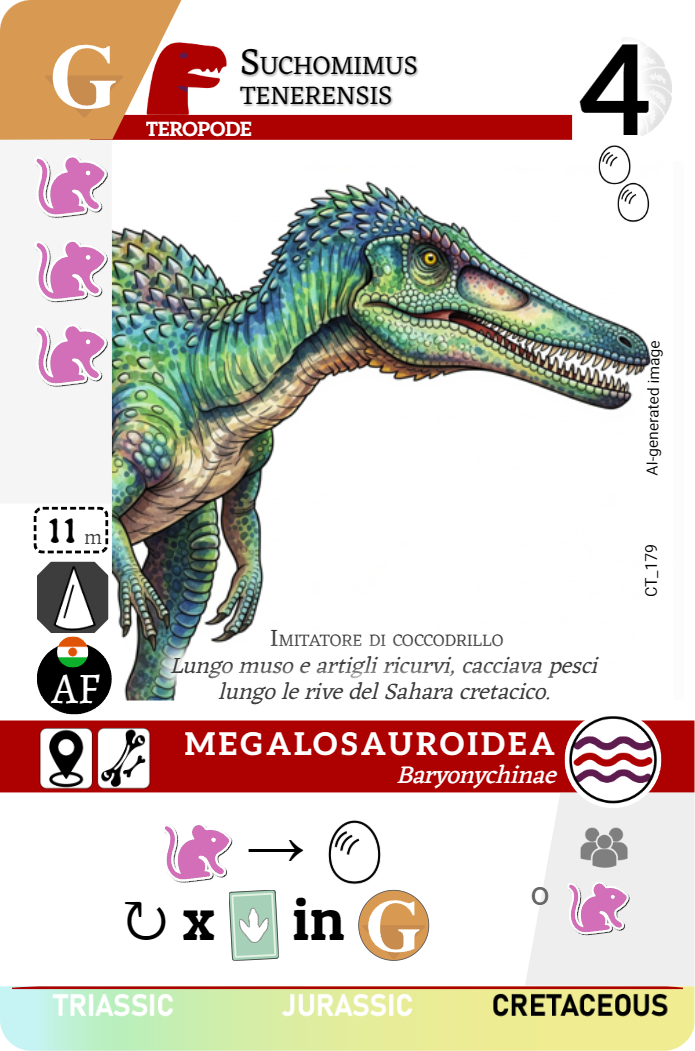 G
Suchomimus
tenerensis
4
TEROPODE
AI-generated image
11 m
CT_179
AF
Imitatore di coccodrillo
Lungo muso e artigli ricurvi, cacciava pesci
lungo le rive del Sahara cretacico.
MEGALOSAUROIDEA
Baryonychinae
→
o
↻ x in G
TRIASSIC JURASSIC CRETACEOUS